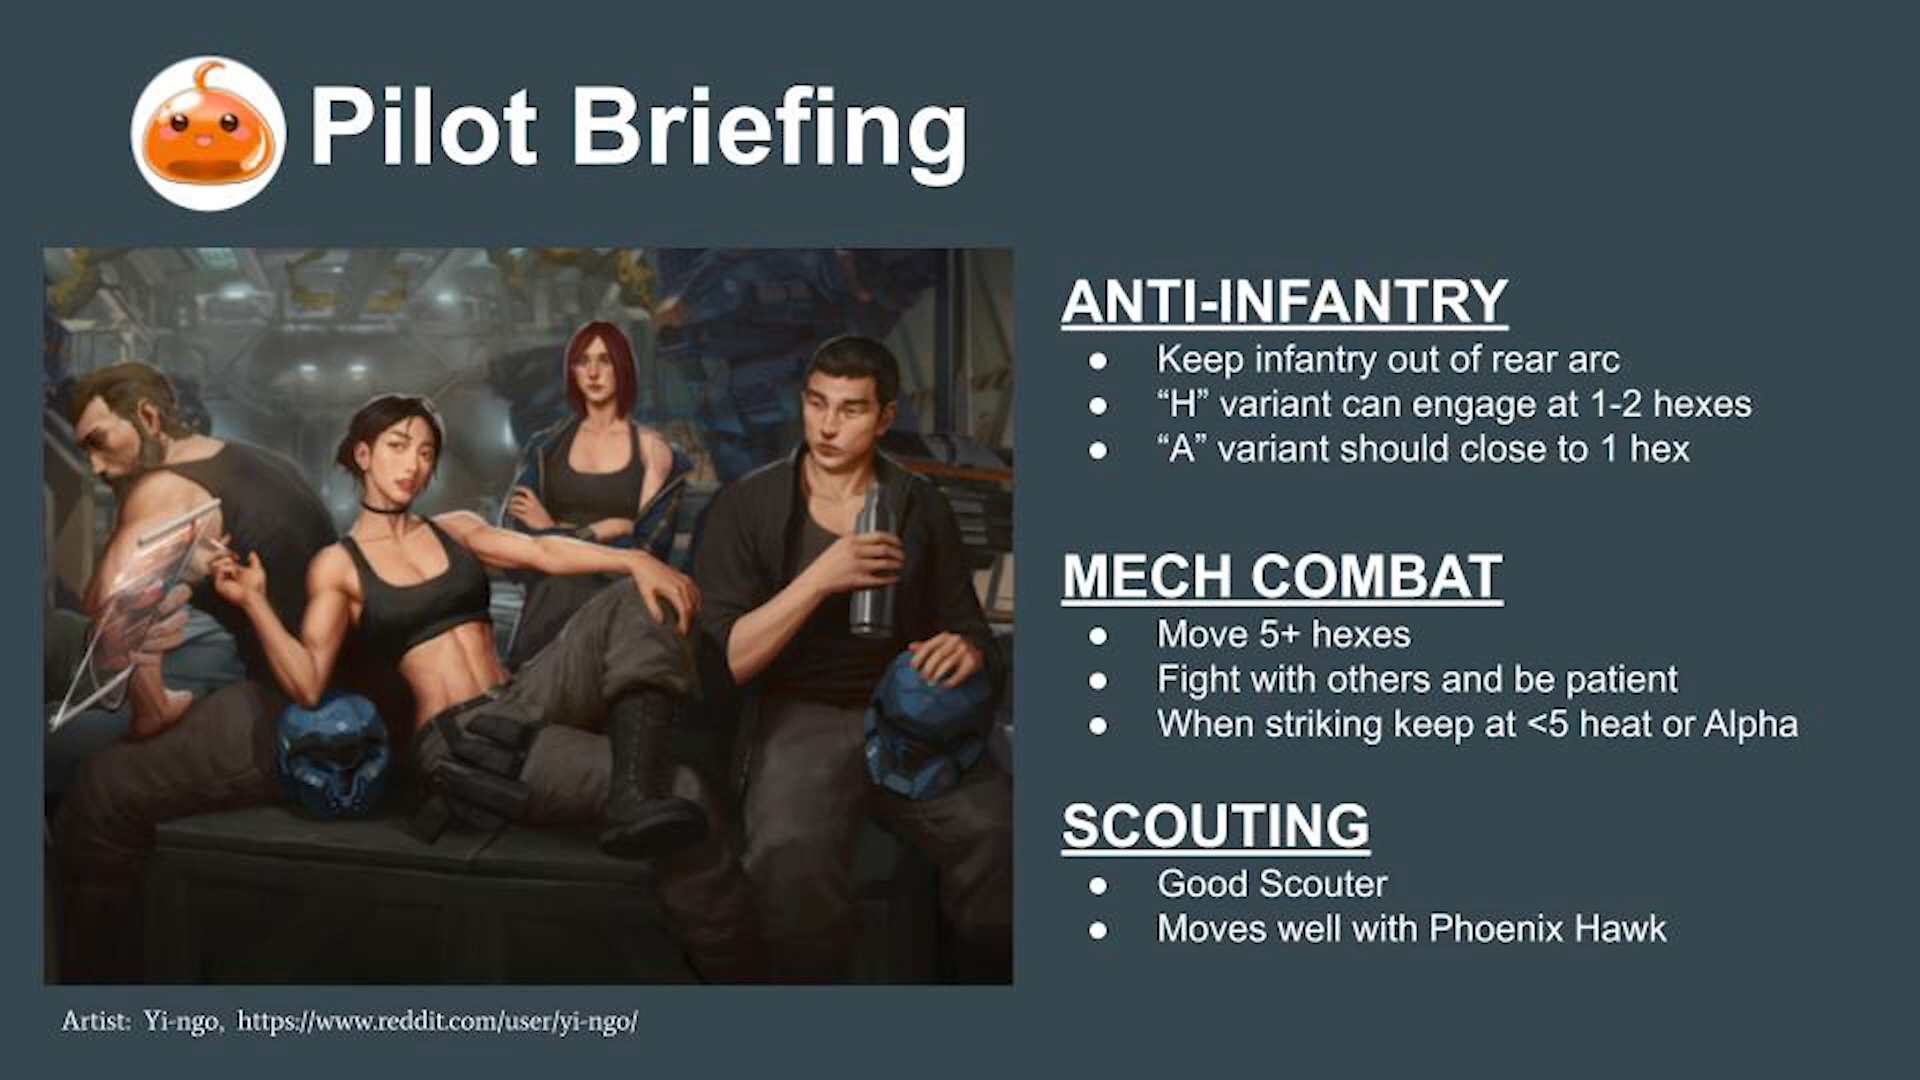 Pilot Briefing
ANTI-INFANTRY
● Keep infantry out of rear arc
● “H” variant can engage at 1-2 hexes
● “A” variant should close to 1 hex
MECH COMBAT
● Move 5+ hexes
● Fight with others and be patient
● When striking keep at <5 heat or Alpha
SCOUTING
● Good Scouter
● Moves well with Phoenix Hawk
Artist: Yi-ngo, https://www.reddit.com/user/yi-ngo/